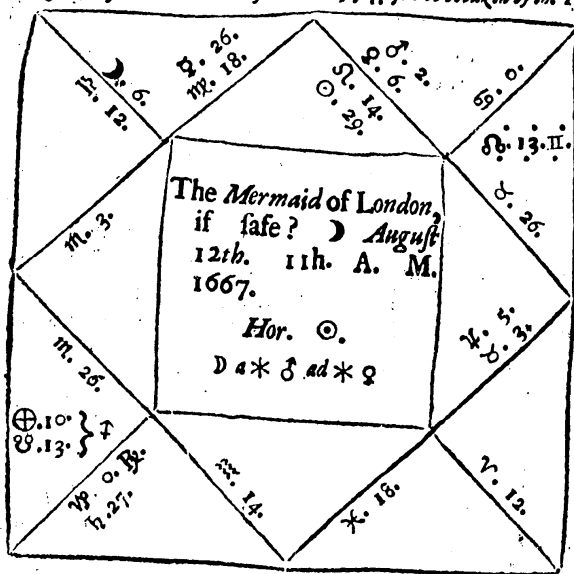 ☽. 6.
♎. 12.
☿. 26.
♍. 18.
♌. 14.
☉. 29.
♀. 6. ♂. 2.
♋. 0.
☊. 13. ♊.
♉. 26.
♏. 3.
The Mermaid of London,
if ſafe? ☽ Auguſt
12th. 11h. A. M.
1667.
Hor. ☉.
☽ a ⚹ ♂ ad ⚹ ♀
♃. 5.
♉. 3.
♏. 26.
⊕. 10. } ♐
☋. 13.
♑. 0. ℞.
♄. 27.
♒. 14.
♓. 18.
♈. 12.